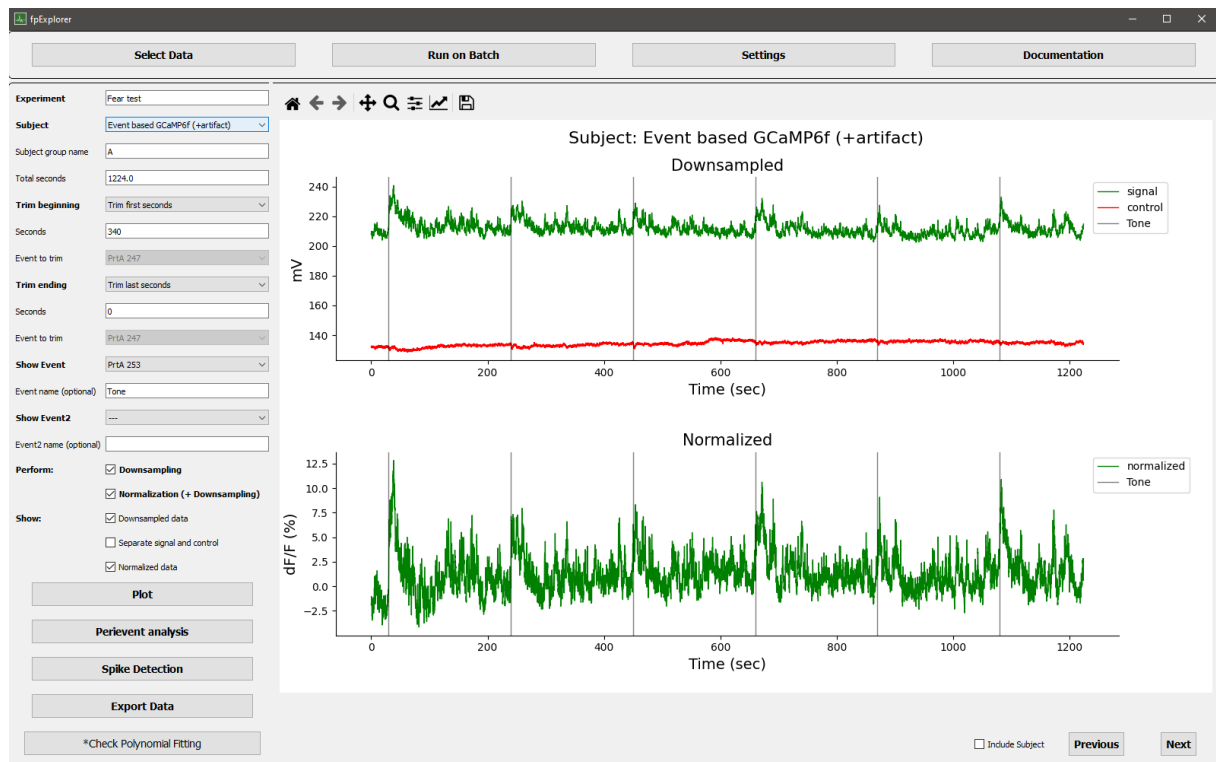 fpExplorer
Select Data
Run on Batch
Settings
Documentation
Experiment
Fear test
Subject
Event based GCaMP6f (+artifact)
Subject group name
A
Total seconds
1224.0
Trim beginning
Trim first seconds
Seconds
340
Event to trim
PrtA 247
Trim ending
Trim last seconds
Seconds
0
Event to trim
PrtA 247
Show Event
PrtA 253
Event name (optional)
Tone
Show Event2
---
Event2 name (optional)
Perform:
Downsampling
Normalization (+ Downsampling)
Show:
Downsampled data
Separate signal and control
Normalized data
Plot
Perievent analysis
Spike Detection
Export Data
*Check Polynomial Fitting
Subject: Event based GCaMP6f (+artifact)
Downsampled
240
220
200
180
160
140
mV
0 200 400 600 800 1000 1200
Time (sec)
signal
control
Tone
Normalized
12.5
10.0
7.5
5.0
2.5
0.0
−2.5
dF/F (%)
0 200 400 600 800 1000 1200
Time (sec)
normalized
Tone
Include Subject
Previous
Next